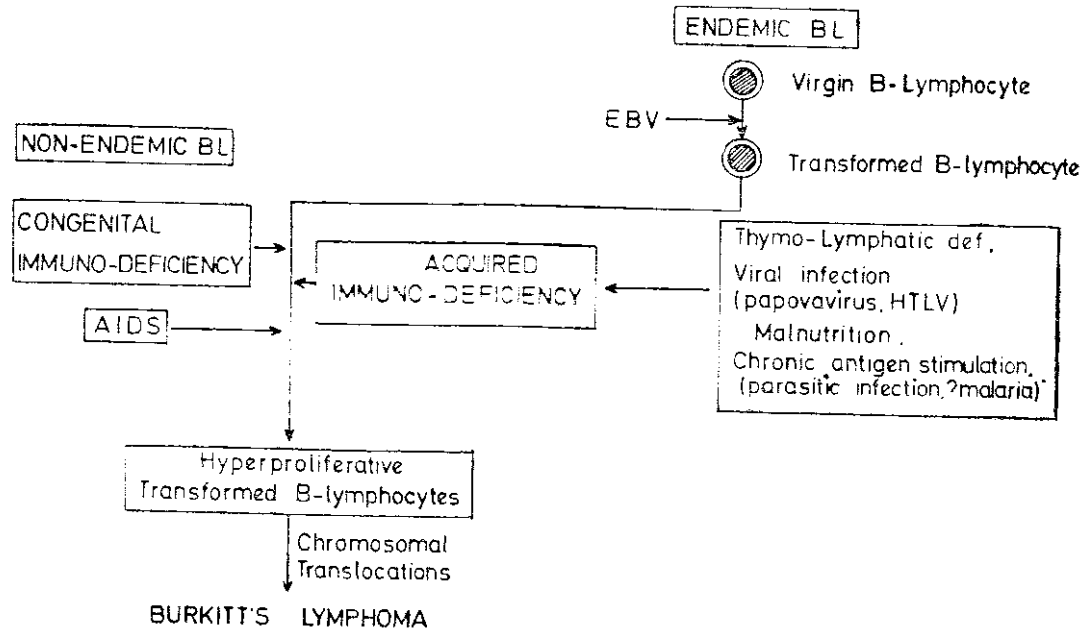 ENDEMIC BL
Virgin B-Lymphocyte
EBV
NON-ENDEMIC BL
Transformed B-lymphocyte
CONGENITAL
IMMUNO-DEFICIENCY
ACQUIRED
IMMUNO-DEFICIENCY
Thymo-Lymphatic def.
Viral infection
(papovavirus, HTLV)
Malnutrition.
Chronic antigen stimulation.
(parasitic infection,?malaria)
AIDS
Hyperproliferative
Transformed B-lymphocytes
Chromosomal
Translocations
BURKITT'S LYMPHOMA